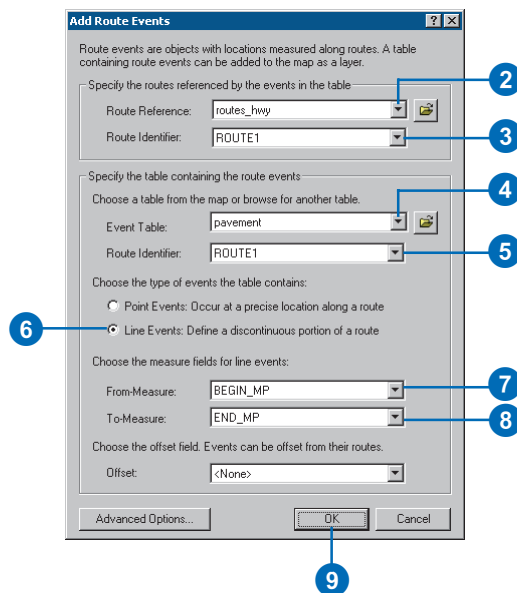 Add Route Events
Route events are objects with locations measured along routes. A table
containing route events can be added to the map as a layer.
Specify the routes referenced by the events in the table
Route Reference: routes_hwy
2
Route Identifier: ROUTE1
3
Specify the table containing the route events
Choose a table from the map or browse for another table.
4
Event Table: pavement
Route Identifier: ROUTE1
5
Choose the type of events the table contains:
Point Events: Occur at a precise location along a route
6
Line Events: Define a discontinuous portion of a route
Choose the measure fields for line events:
From-Measure: BEGIN_MP
7
To-Measure: END_MP
8
Choose the offset field. Events can be offset from their routes.
Offset: <None>
Advanced Options... OK Cancel
9